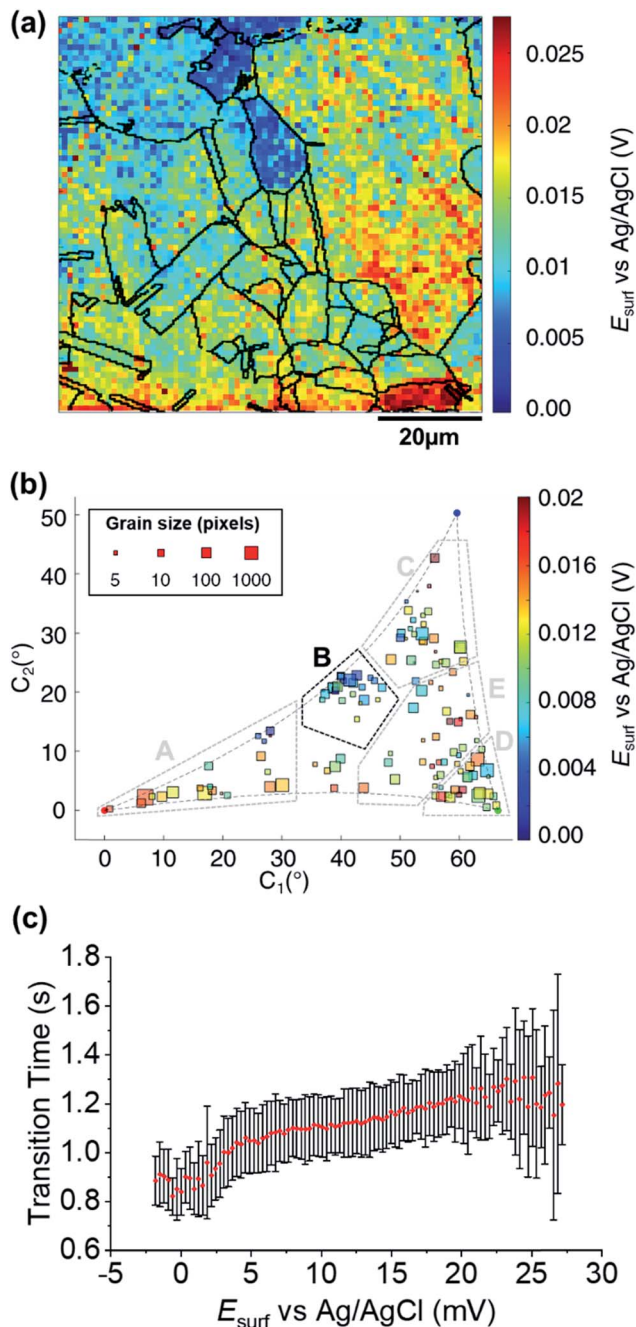 (a)
0.025
0.02
0.015
0.01
0.005
0.00
E_surf vs Ag/AgCl (V)
20μm
(b)
Grain size (pixels)
5 10 100 1000
50
40
30
20
10
0
C₂(°)
A
B
C
E
D
0 10 20 30 40 50 60
C₁(°)
0.02
0.016
0.012
0.008
0.004
0.00
E_surf vs Ag/AgCl (V)
(c)
1.8
1.6
1.4
1.2
1.0
0.8
0.6
Transition Time (s)
-5 0 5 10 15 20 25 30
E_surf vs Ag/AgCl (mV)